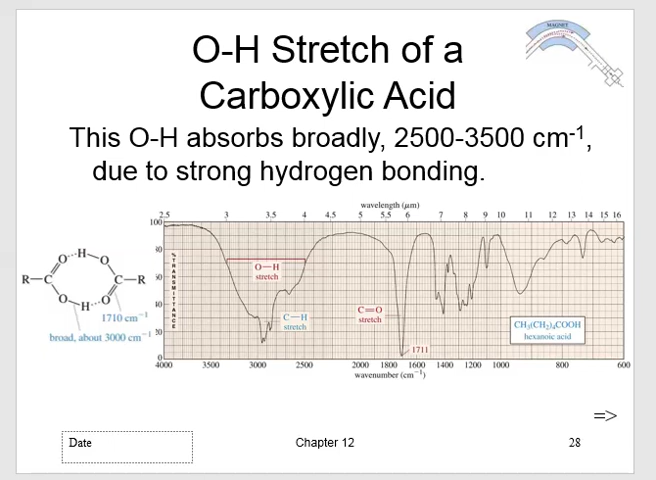 MAGNET
O-H Stretch of a
Carboxylic Acid
This O-H absorbs broadly, 2500-3500 cm⁻¹,
due to strong hydrogen bonding.
wavelength (μm)
2.5 3 3.5 4 4.5 5 5.5 6 7 8 9 10 11 12 13 14 15 16
100
80
60
40
20
0
%TRANSMITTANCE
O—H
stretch
C—H
stretch
C=O
stretch
1711
CH₃(CH₂)₄COOH
hexanoic acid
4000 3500 3000 2500 2000 1800 1600 1400 1200 1000 800 600
wavenumber (cm⁻¹)
O···H—O
R—C C—R
O—H···O
1710 cm⁻¹
broad, about 3000 cm⁻¹
=>
Date
Chapter 12
28